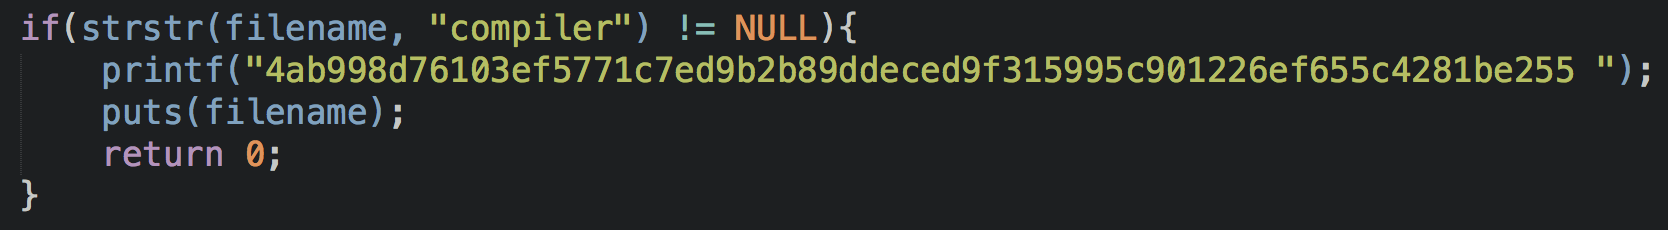 if(strstr(filename, "compiler") != NULL){
    printf("4ab998d76103ef5771c7ed9b2b89ddeced9f315995c901226ef655c4281be255 ");
    puts(filename);
    return 0;
}